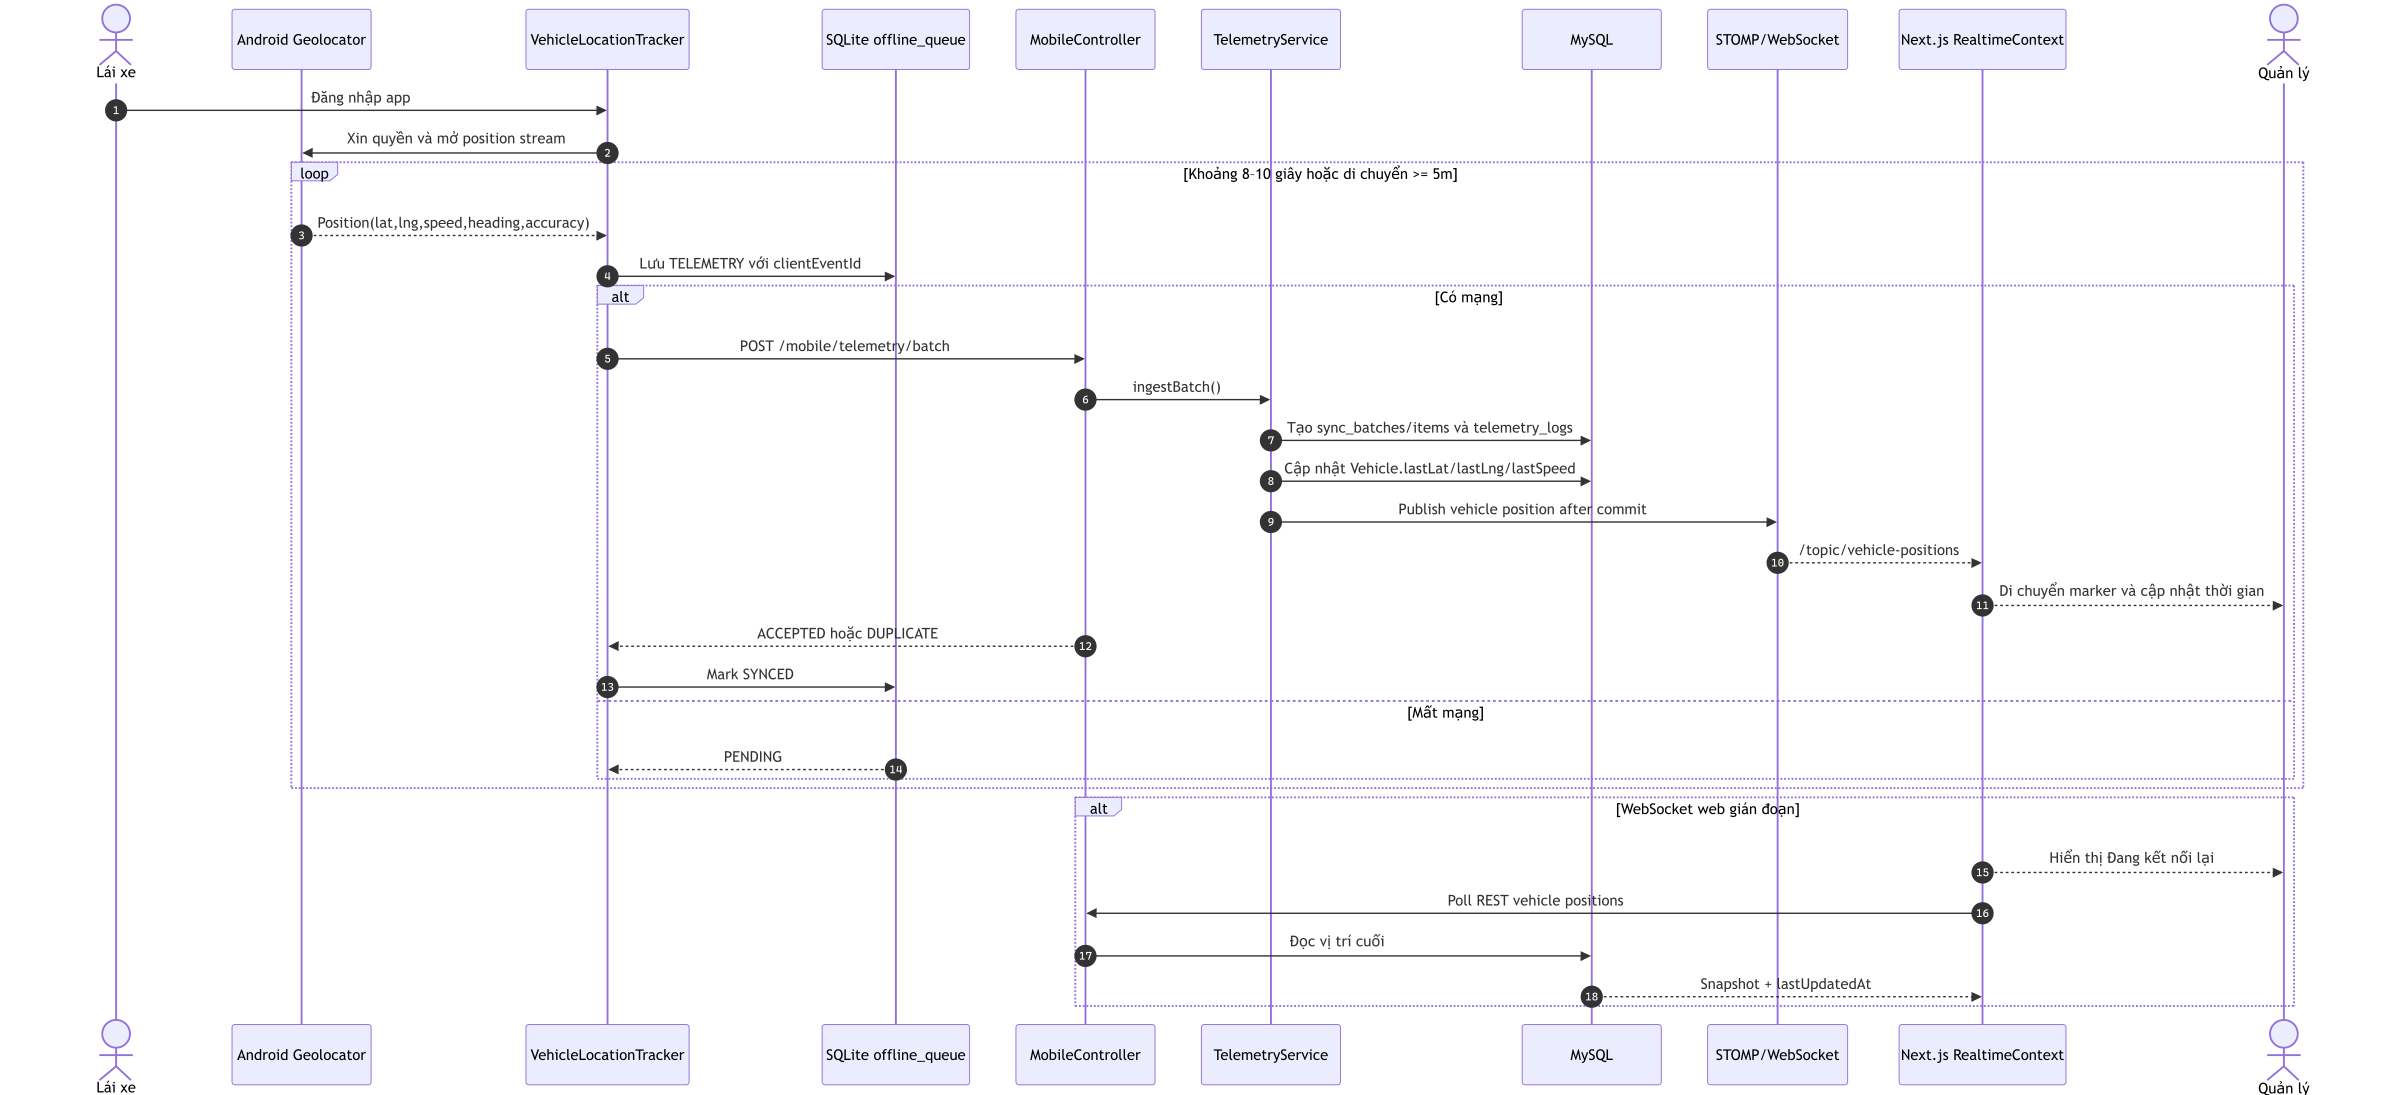 Lái xe
Android Geolocator
VehicleLocationTracker
SQLite offline_queue
MobileController
TelemetryService
MySQL
STOMP/WebSocket
Next.js RealtimeContext
Quản lý
1
Đăng nhập app
Xin quyền và mở position stream
2
loop
[Khoảng 8-10 giây hoặc di chuyển >= 5m]
3
Position(lat,lng,speed,heading,accuracy)
4
Lưu TELEMETRY với clientEventId
alt
[Có mạng]
5
POST /mobile/telemetry/batch
6
ingestBatch()
7
Tạo sync_batches/items và telemetry_logs
8
Cập nhật Vehicle.lastLat/lastLng/lastSpeed
9
Publish vehicle position after commit
10
/topic/vehicle-positions
11
Di chuyển marker và cập nhật thời gian
ACCEPTED hoặc DUPLICATE
12
13
Mark SYNCED
[Mất mạng]
PENDING
14
alt
[WebSocket web gián đoạn]
15
Hiển thị Đang kết nối lại
Poll REST vehicle positions
16
17
Đọc vị trí cuối
18
Snapshot + lastUpdatedAt
Lái xe
Android Geolocator
VehicleLocationTracker
SQLite offline_queue
MobileController
TelemetryService
MySQL
STOMP/WebSocket
Next.js RealtimeContext
Quản lý